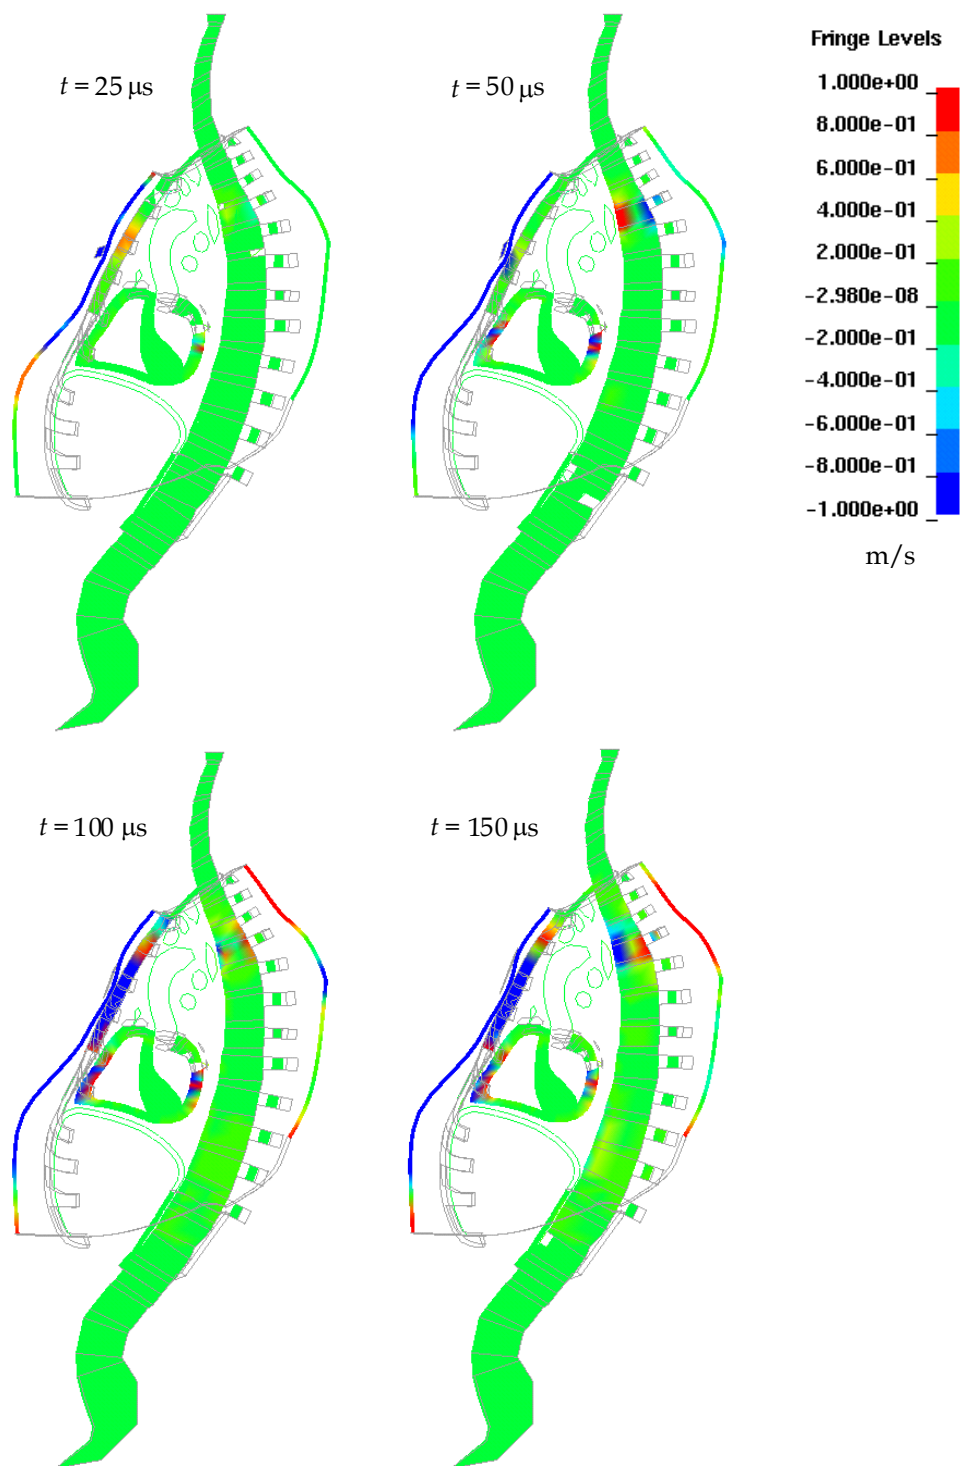 t = 25 µs
t = 50 µs
Fringe Levels
1.000e+00
8.000e-01
6.000e-01
4.000e-01
2.000e-01
-2.980e-08
-2.000e-01
-4.000e-01
-6.000e-01
-8.000e-01
-1.000e+00
m/s
t = 100 µs
t = 150 µs